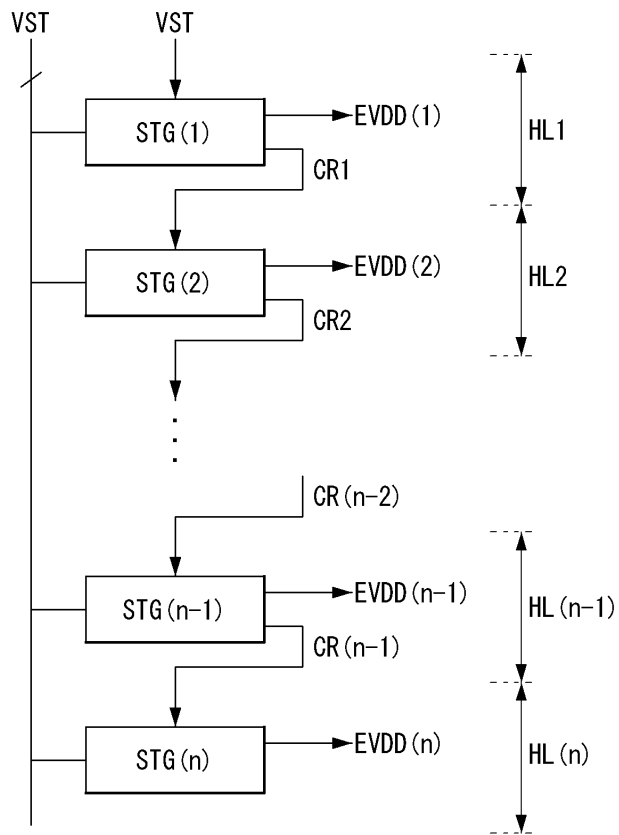 VST VST
STG(1) EVDD(1) HL1
CR1
STG(2) EVDD(2) HL2
CR2
CR(n-2)
STG(n-1) EVDD(n-1) HL(n-1)
CR(n-1)
STG(n) EVDD(n) HL(n)